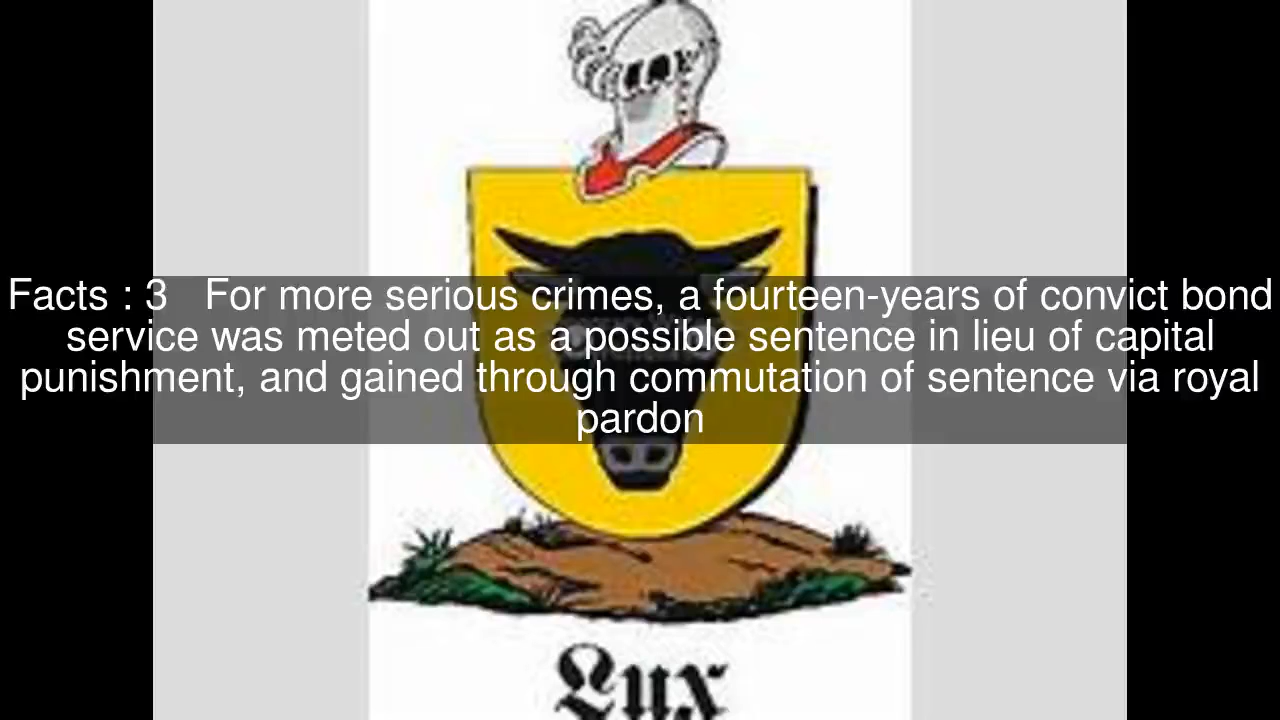 Facts : 3 For more serious crimes, a fourteen-years of convict bond
service was meted out as a possible sentence in lieu of capital
punishment, and gained through commutation of sentence via royal
pardon
Lux